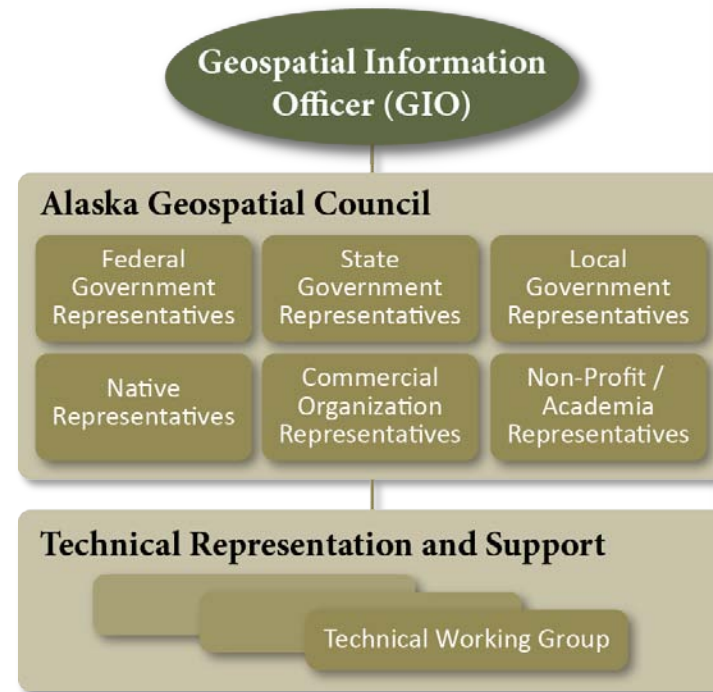 Geospatial Information
Officer (GIO)
Alaska Geospatial Council
Federal
Government
Representatives
State
Government
Representatives
Local
Government
Representatives
Native
Representatives
Commercial
Organization
Representatives
Non-Profit /
Academia
Representatives
Technical Representation and Support
Technical Working Group